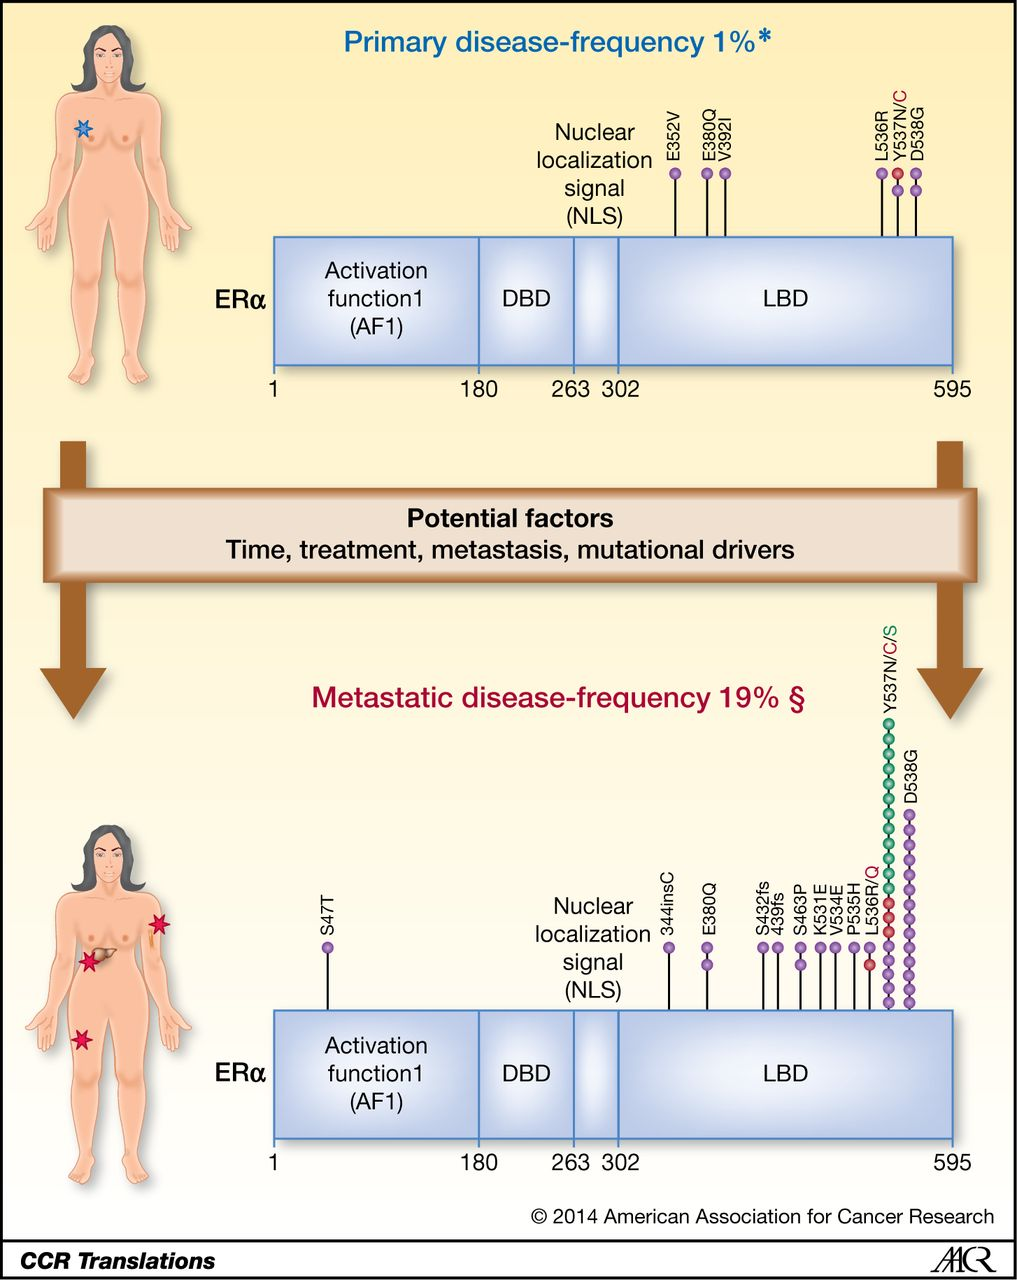 Primary disease-frequency 1%*
Nuclear
localization
signal
(NLS)
E352V
E380Q
V392I
L536R
Y537N/C
D538G
ERα
Activation
function1
(AF1)
DBD
LBD
1
180
263
302
595
Potential factors
Time, treatment, metastasis, mutational drivers
Metastatic disease-frequency 19% §
S47T
Nuclear
localization
signal
(NLS)
344insC
E380Q
S432fs
439fs
S463P
K531E
V534E
P535H
L536R/Q
Y537N/C/S
D538G
ERα
Activation
function1
(AF1)
DBD
LBD
1
180
263
302
595
© 2014 American Association for Cancer Research
CCR Translations
AACR